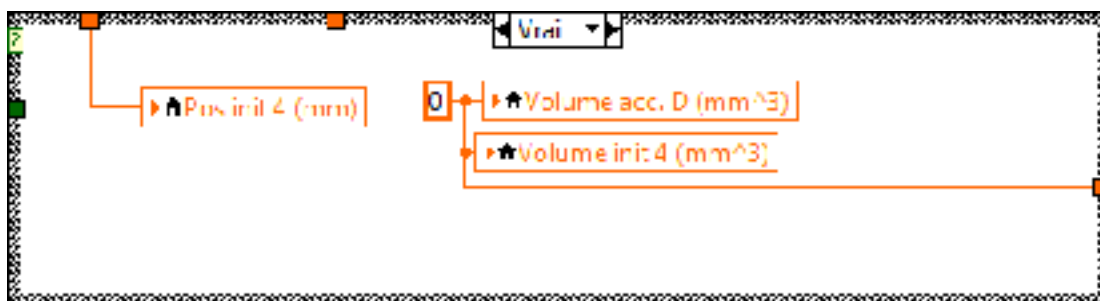 Vrai
?
Pos init 4 (mm)
0
Volume acc. D (mm^3)
Volume init 4 (mm^3)